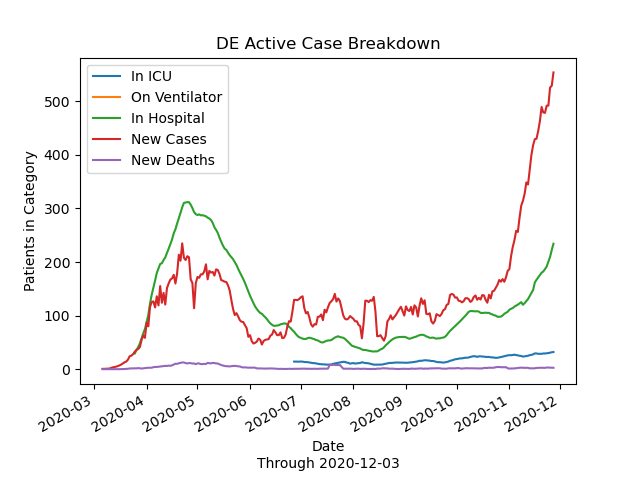 DE Active Case Breakdown
In ICU
On Ventilator
In Hospital
New Cases
New Deaths
Patients in Category
500
400
300
200
100
0
2020-03
2020-04
2020-05
2020-06
2020-07
2020-08
2020-09
2020-10
2020-11
2020-12
Date
Through 2020-12-03